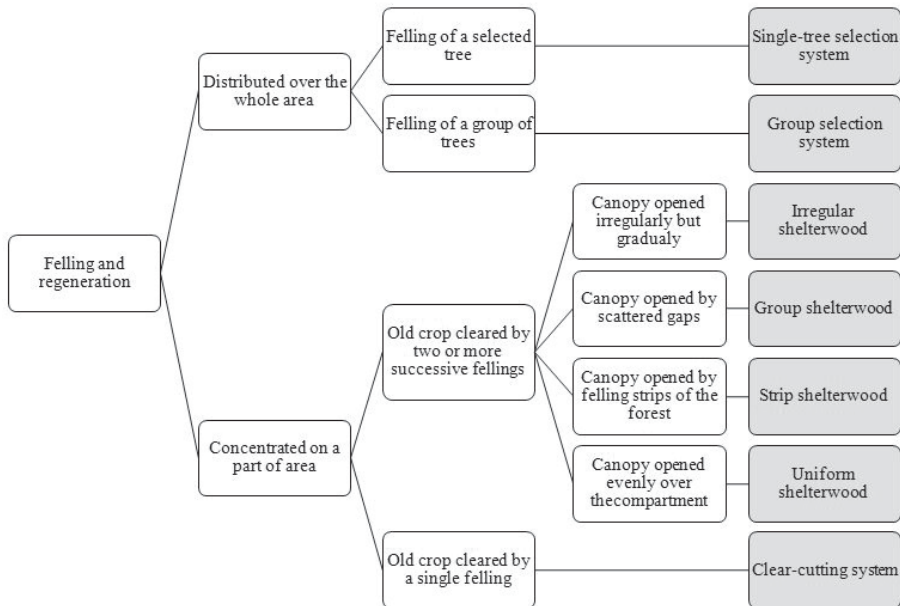 Felling of a selected
tree
Single-tree selection
system
Distributed over the
whole area
Felling of a group of
trees
Group selection
system
Canopy opened
irregularly but
gradualy
Irregular
shelterwood
Felling and
regeneration
Old crop cleared by
two or more
successive fellings
Canopy opened by
scattered gaps
Group shelterwood
Canopy opened by
felling strips of the
forest
Strip shelterwood
Concentrated on a
part of area
Canopy opened
evenly over
thecompartment
Uniform
shelterwood
Old crop cleared by
a single felling
Clear-cutting system